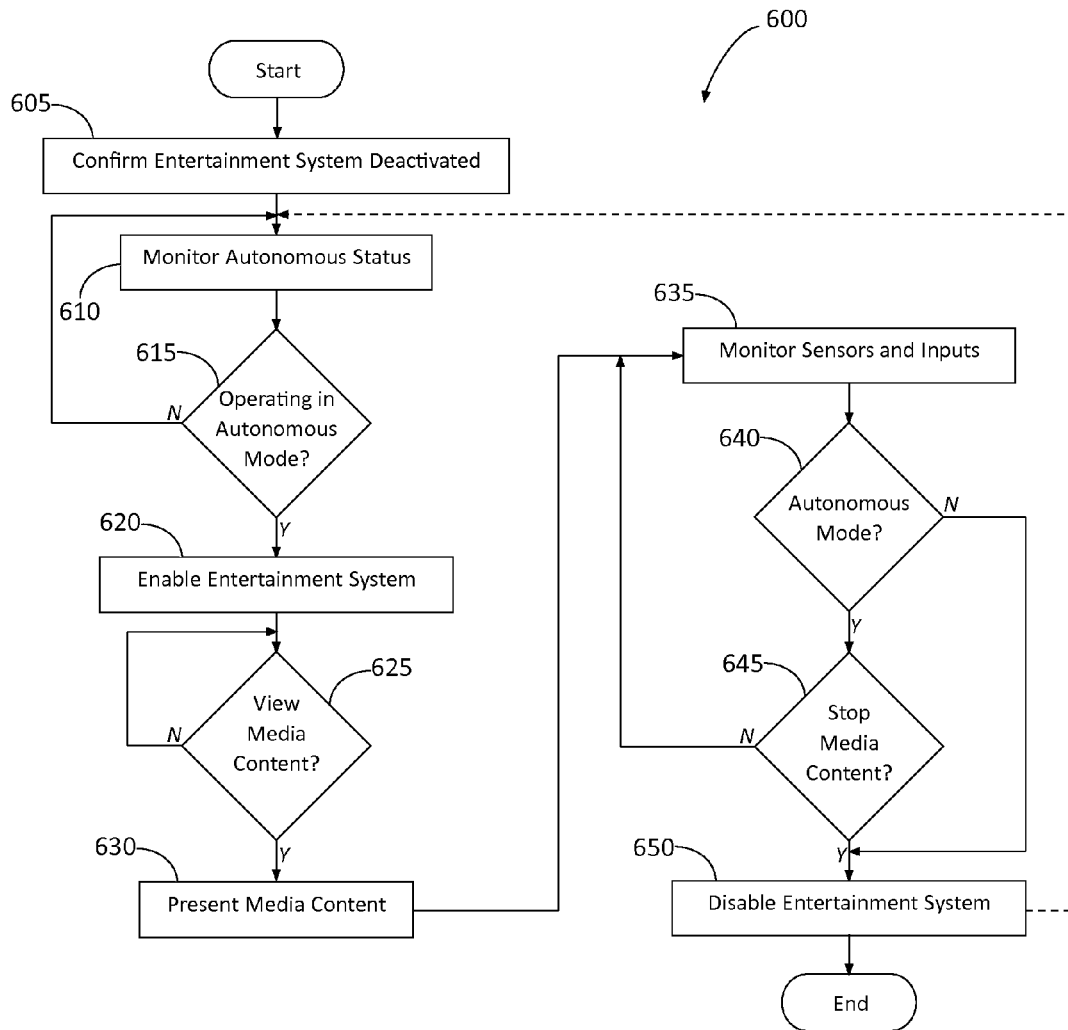 600
Start
605
Confirm Entertainment System Deactivated
Monitor Autonomous Status
610
615
Operating in
Autonomous
Mode?
N
Y
620
Enable Entertainment System
625
View
Media
Content?
N
Y
630
Present Media Content
635
Monitor Sensors and Inputs
640
Autonomous
Mode?
N
Y
645
Stop
Media
Content?
N
Y
650
Disable Entertainment System
End